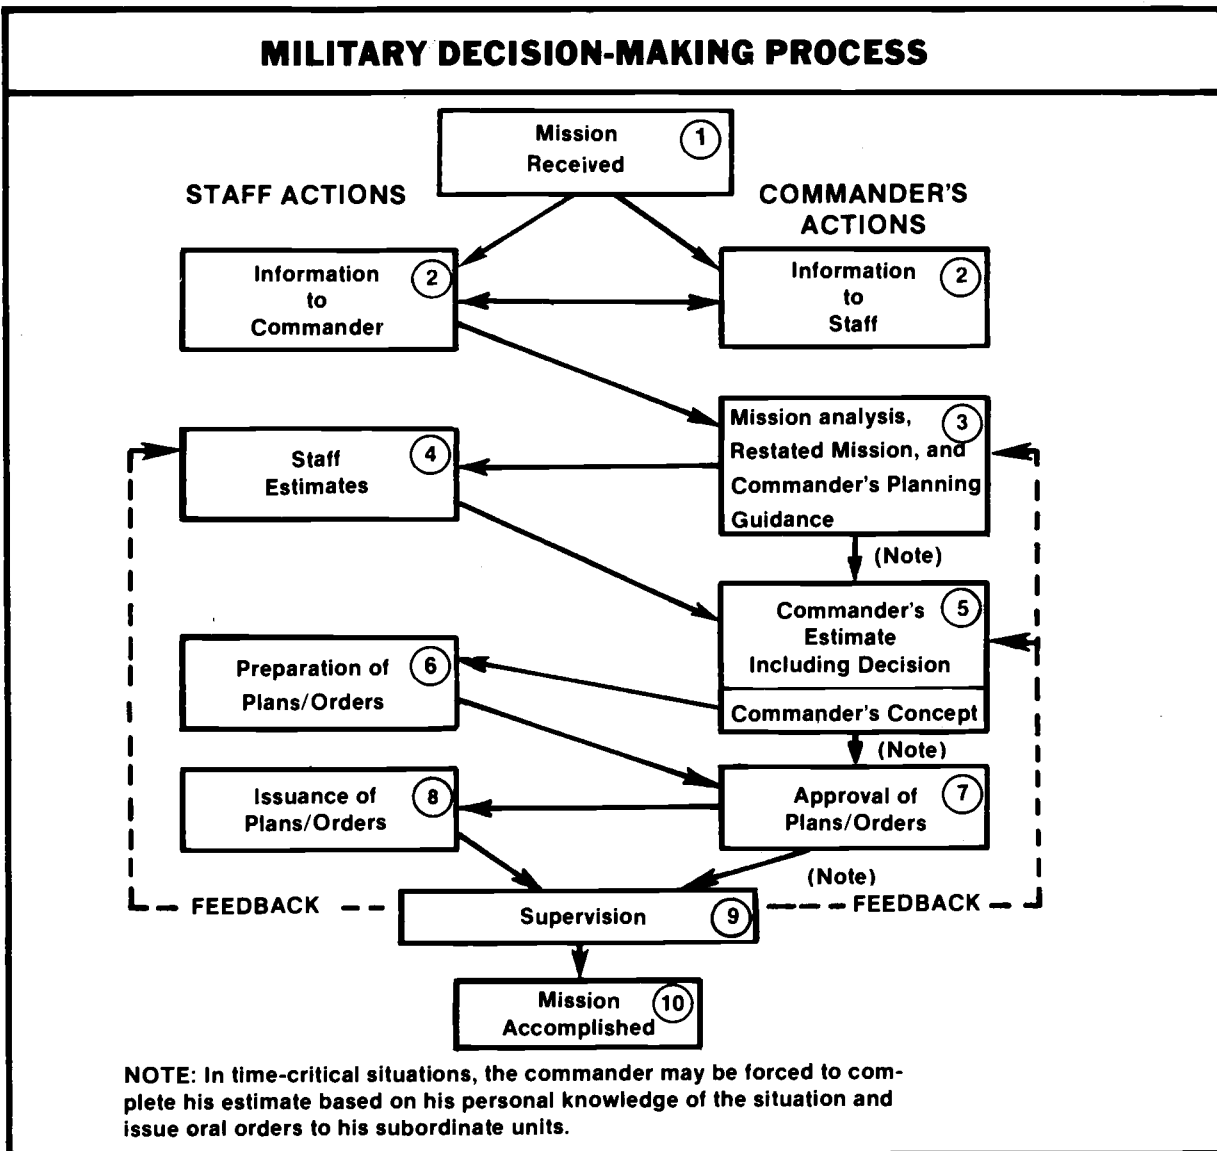 MILITARY DECISION-MAKING PROCESS
Mission
Received
1
STAFF ACTIONS
COMMANDER'S
ACTIONS
Information
to
Commander
2
Information
to
Staff
2
Mission analysis,
Restated Mission, and
Commander's Planning
Guidance
3
Staff
Estimates
4
(Note)
Commander's
Estimate
Including Decision
5
Commander's Concept
Preparation of
Plans/Orders
6
(Note)
Approval of
Plans/Orders
7
Issuance of
Plans/Orders
8
(Note)
FEEDBACK
Supervision
9
FEEDBACK
Mission
Accomplished
10
NOTE: In time-critical situations, the commander may be forced to com-
plete his estimate based on his personal knowledge of the situation and
issue oral orders to his subordinate units.